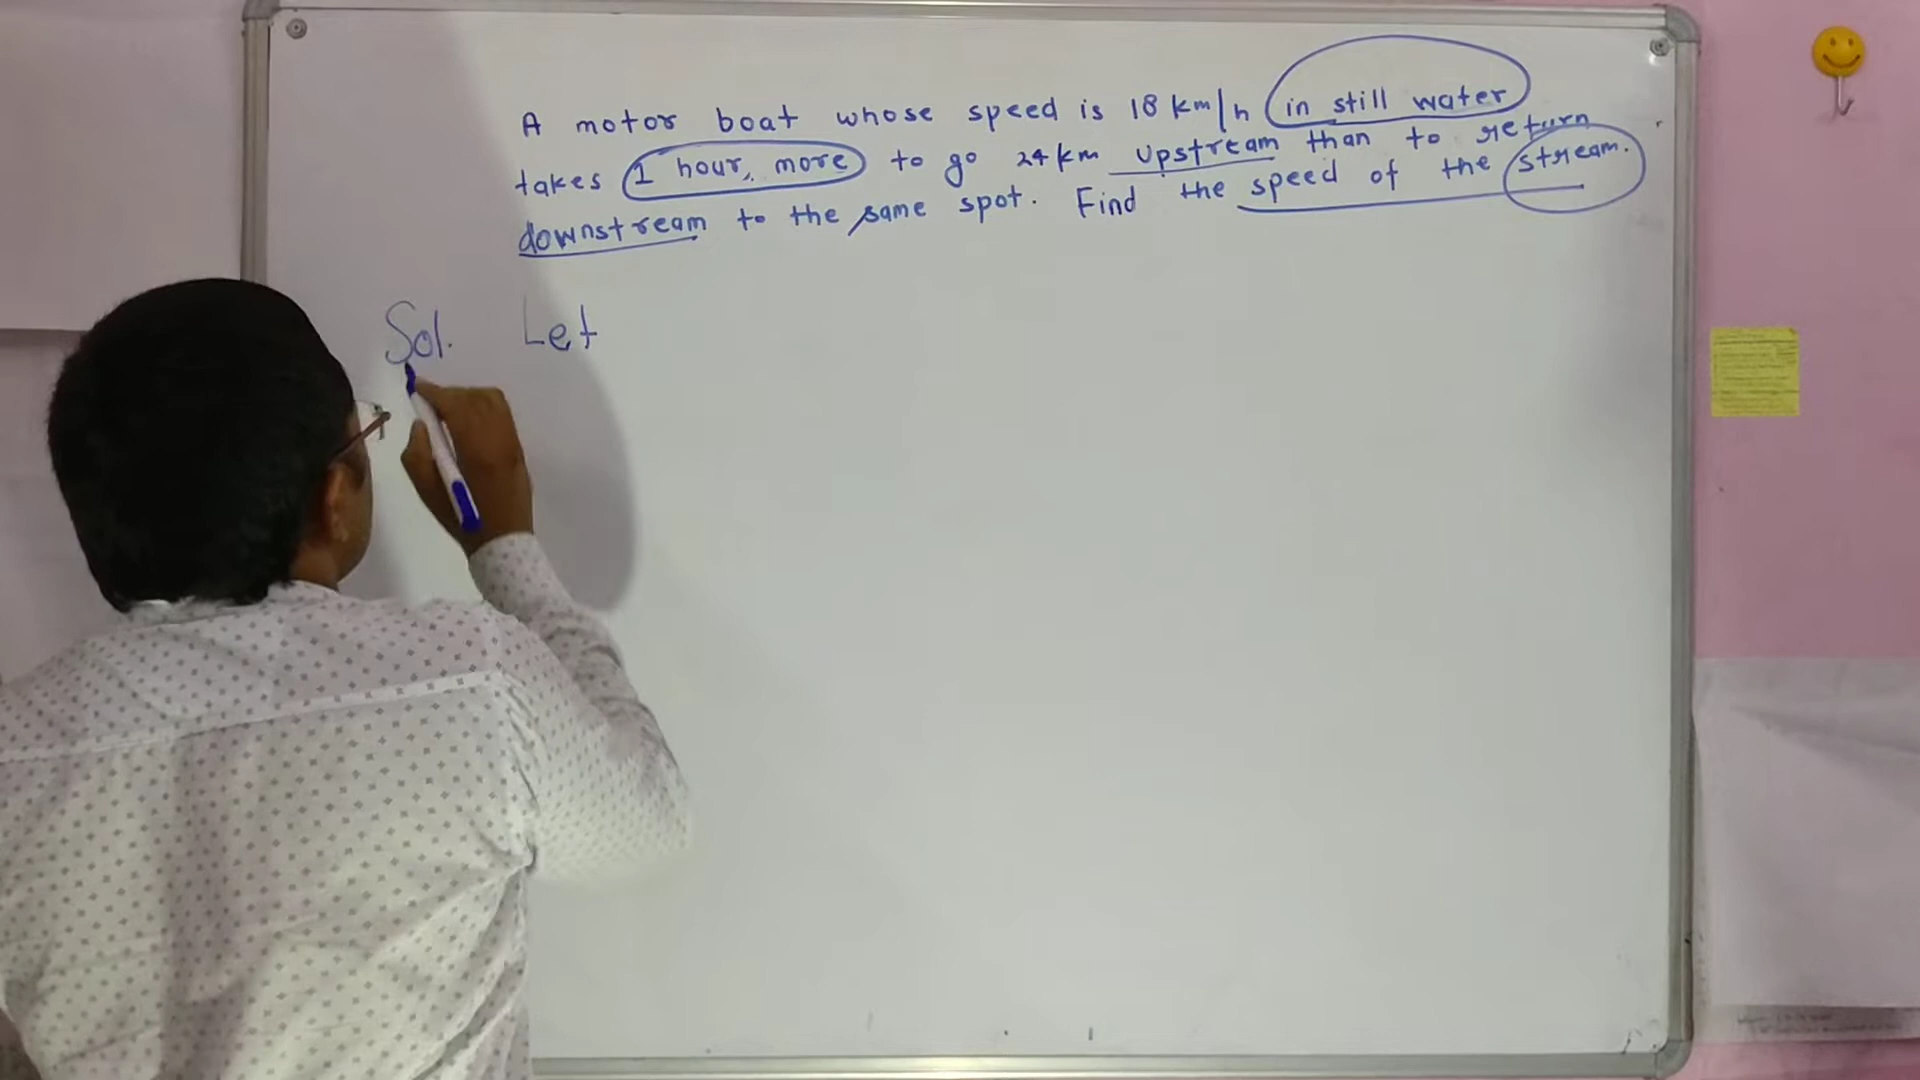 A motor boat whose speed is 18 km/h in still water
takes 1 hour, more to go 24 km upstream than to return
downstream to the same spot. Find the speed of the stream.
Sol. Let